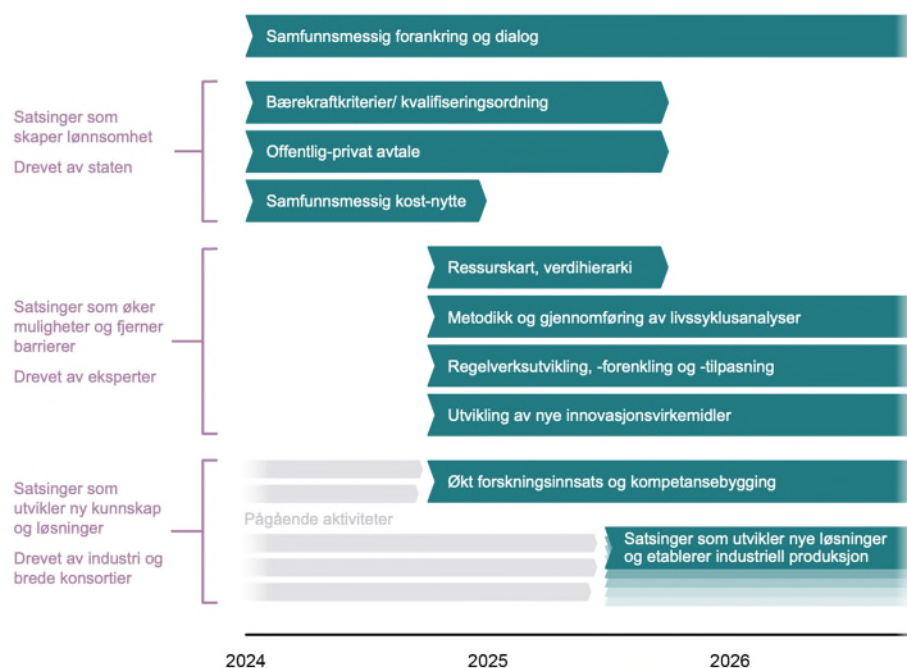 Samfunnsmessig forankring og dialog
Satsinger som
skaper lønnsomhet
Drevet av staten
Bærekraftkriterier/ kvalifiseringsordning
Offentlig-privat avtale
Samfunnsmessig kost-nytte
Satsinger som øker
muligheter og fjerner
barrierer
Drevet av eksperter
Ressurskart, verdihierarki
Metodikk og gjennomføring av livssyklusanalyser
Regelverksutvikling, -forenkling og -tilpasning
Utvikling av nye innovasjonsvirkemidler
Satsinger som
utvikler ny kunnskap
og løsninger
Drevet av industri og
brede konsortier
Økt forskningsinnsats og kompetansebygging
Pågående aktiviteter
Satsinger som utvikler nye løsninger
og etablerer industriell produksjon
2024 2025 2026